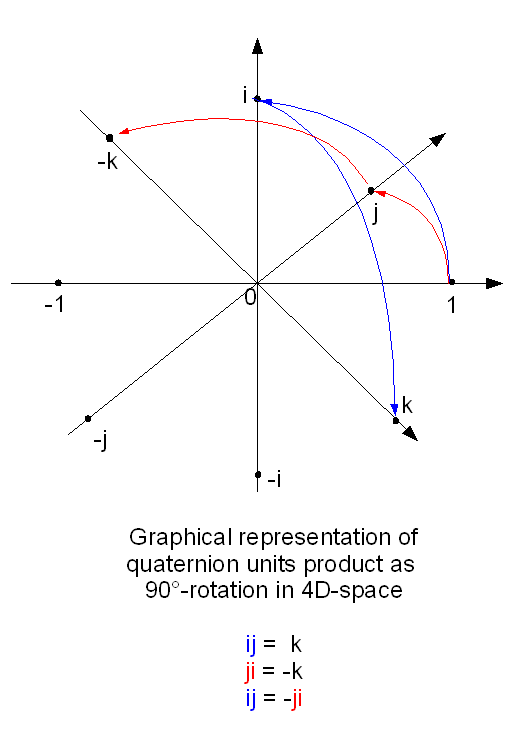 i
-k
j
0
-1
1
k
-j
-i
Graphical representation of
quaternion units product as
90°-rotation in 4D-space
ij = k
ji = -k
ij = -ji